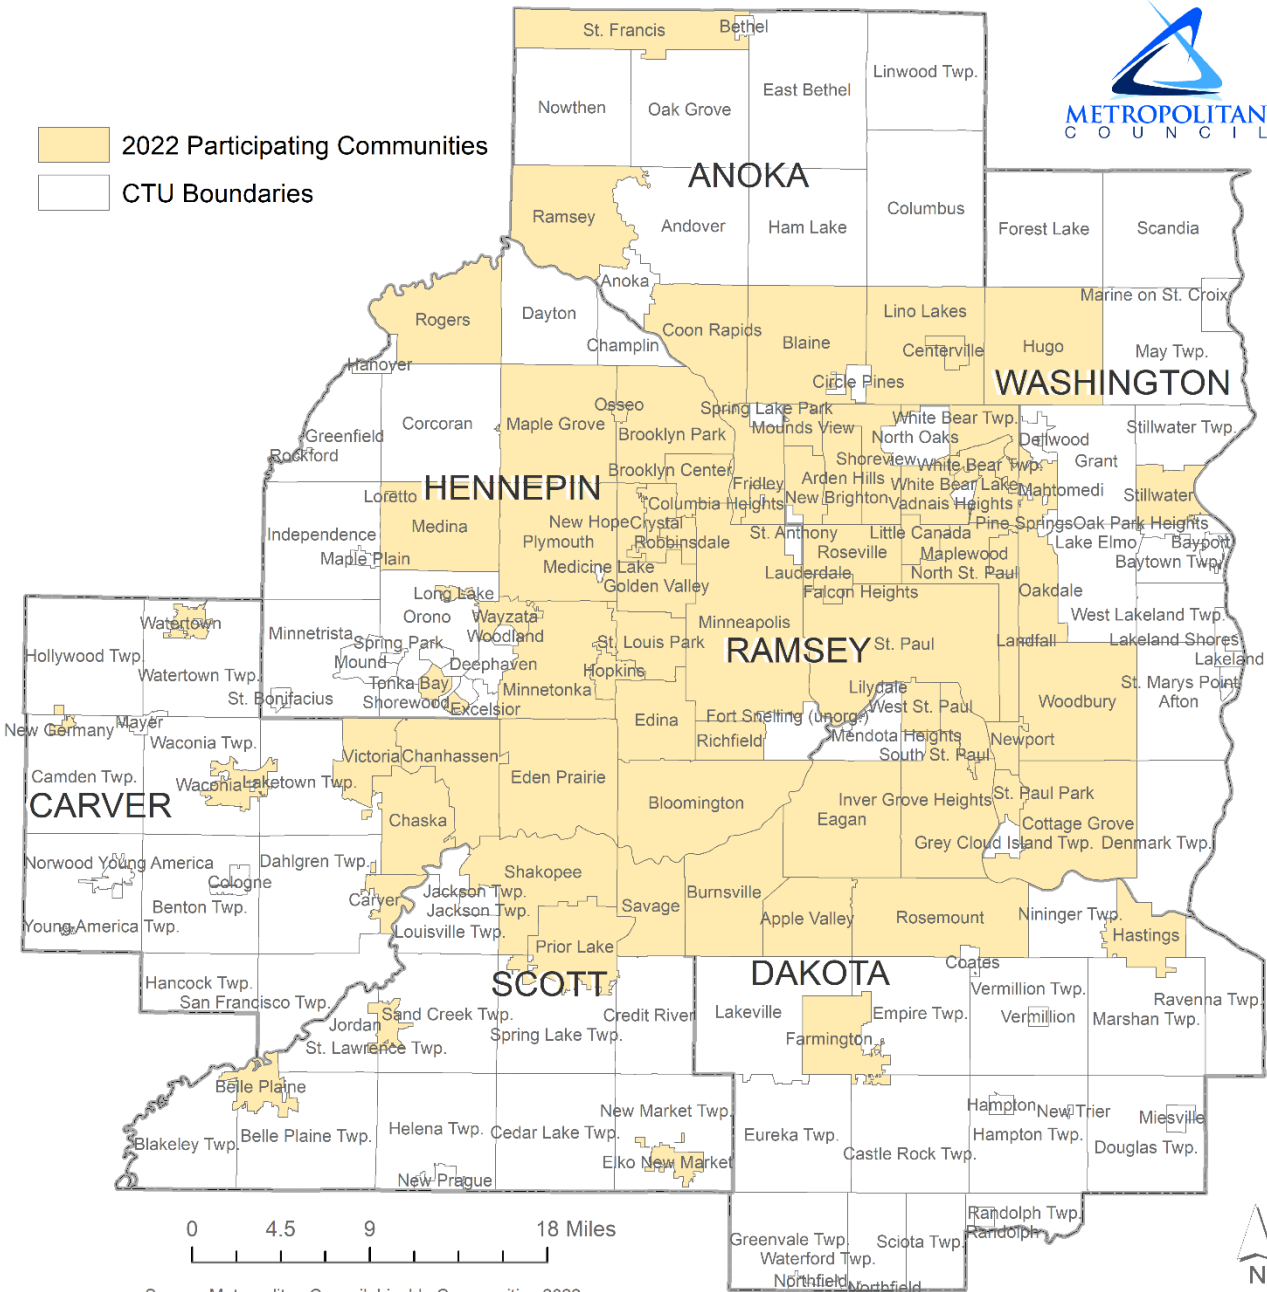 St. Francis
Bethel
Linwood Twp.
East Bethel
Nowthen
Oak Grove
METROPOLITAN
COUNCIL
2022 Participating Communities
CTU Boundaries
ANOKA
Ramsey
Andover
Ham Lake
Columbus
Forest Lake
Scandia
Anoka
Marine on St. Croix
Rogers
Dayton
Lino Lakes
Coon Rapids
Blaine
Champlin
Centerville
Hugo
May Twp.
Hanover
Circle Pines
WASHINGTON
Osseo
Spring Lake Park
White Bear Twp.
Corcoran
Maple Grove
Mounds View
Stillwater Twp.
Greenfield
Brooklyn Park
North Oaks
Dellwood
Rockford
Shoreview
White Bear Twp.
Grant
Brooklyn Center
Arden Hills
HENNEPIN
Fridley
White Bear Lake
Mahtomedi
Loretto
Columbia Heights
New Brighton
Vadnais Heights
Stillwater
Medina
New Hope
Crystal
Pine Springs
Oak Park Heights
Independence
Plymouth
Robbinsdale
St. Anthony
Little Canada
Lake Elmo
Bayport
Maple Plain
Medicine Lake
Roseville
Maplewood
Baytown Twp.
Golden Valley
Lauderdale
North St. Paul
Long Lake
Falcon Heights
Oakdale
Orono
Wayzata
West Lakeland Twp.
Watertown
Minnetrista
Woodland
Minneapolis
Spring Park
St. Louis Park
RAMSEY
St. Paul
Landfall
Lakeland Shores
Hollywood Twp.
Mound
Deephaven
Lakeland
Watertown Twp.
Hopkins
Tonka Bay
Minnetonka
Lilydale
St. Marys Point
St. Bonifacius
Shorewood
Excelsior
West St. Paul
Woodbury
Afton
New Germany
Mayer
Edina
Fort Snelling (unorg.)
Waconia Twp.
Richfield
Mendota Heights
Newport
Victoria
Chanhassen
South St. Paul
Camden Twp.
Waconia
Laketown Twp.
Eden Prairie
CARVER
Bloomington
Inver Grove Heights
St. Paul Park
Chaska
Eagan
Cottage Grove
Grey Cloud Island Twp.
Denmark Twp.
Norwood Young America
Dahlgren Twp.
Shakopee
Cologne
Jackson Twp.
Burnsville
Benton Twp.
Carver
Jackson Twp.
Savage
Apple Valley
Rosemount
Nininger Twp.
Young America Twp.
Louisville Twp.
Hastings
Prior Lake
SCOTT
DAKOTA
Coates
Hancock Twp.
Vermillion Twp.
San Francisco Twp.
Ravenna Twp.
Jordan
Sand Creek Twp.
Credit River
Lakeville
Empire Twp.
Vermillion
Marshan Twp.
St. Lawrence Twp.
Spring Lake Twp.
Farmington
Belle Plaine
New Market Twp.
Hampton
New Trier
Miesville
Blakeley Twp.
Belle Plaine Twp.
Helena Twp.
Cedar Lake Twp.
Eureka Twp.
Hampton Twp.
Castle Rock Twp.
Douglas Twp.
Elko New Market
New Prague
Randolph Twp.
0 4.5 9 18 Miles
Randolph
Greenvale Twp.
Sciota Twp.
Waterford Twp.
Northfield
Northfield
N